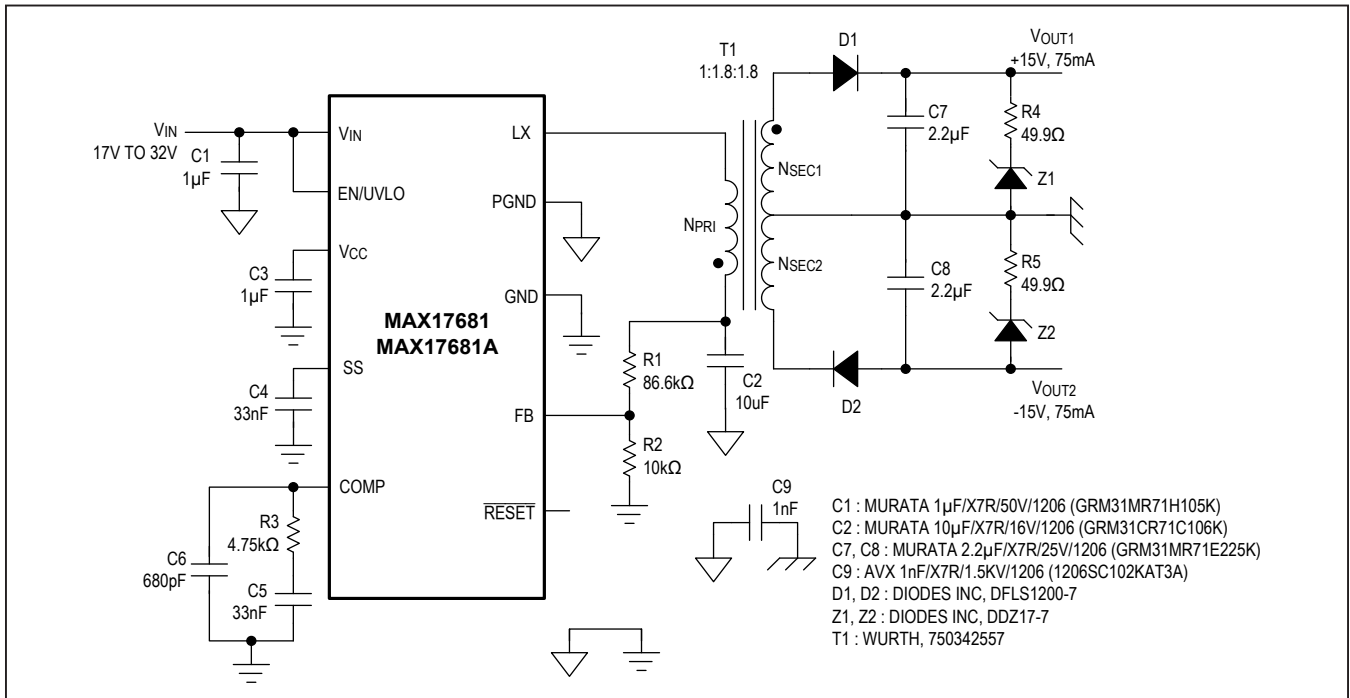 T1
1:1.8:1.8
D1
VOUT1
+15V, 75mA
VIN
17V TO 32V
C1
1µF
VIN
EN/UVLO
LX
PGND
GND
NPRI
NSEC1
NSEC2
C7
2.2µF
R4
49.9Ω
Z1
C8
2.2µF
R5
49.9Ω
Z2
VCC
C3
1µF
MAX17681
MAX17681A
SS
C4
33nF
FB
R1
86.6kΩ
C2
10uF
D2
VOUT2
-15V, 75mA
R2
10kΩ
COMP
RESET
R3
4.75kΩ
C6
680pF
C5
33nF
C9
1nF
C1 : MURATA 1µF/X7R/50V/1206 (GRM31MR71H105K)
C2 : MURATA 10µF/X7R/16V/1206 (GRM31CR71C106K)
C7, C8 : MURATA 2.2µF/X7R/25V/1206 (GRM31MR71E225K)
C9 : AVX 1nF/X7R/1.5KV/1206 (1206SC102KAT3A)
D1, D2 : DIODES INC, DFLS1200-7
Z1, Z2 : DIODES INC, DDZ17-7
T1 : WURTH, 750342557